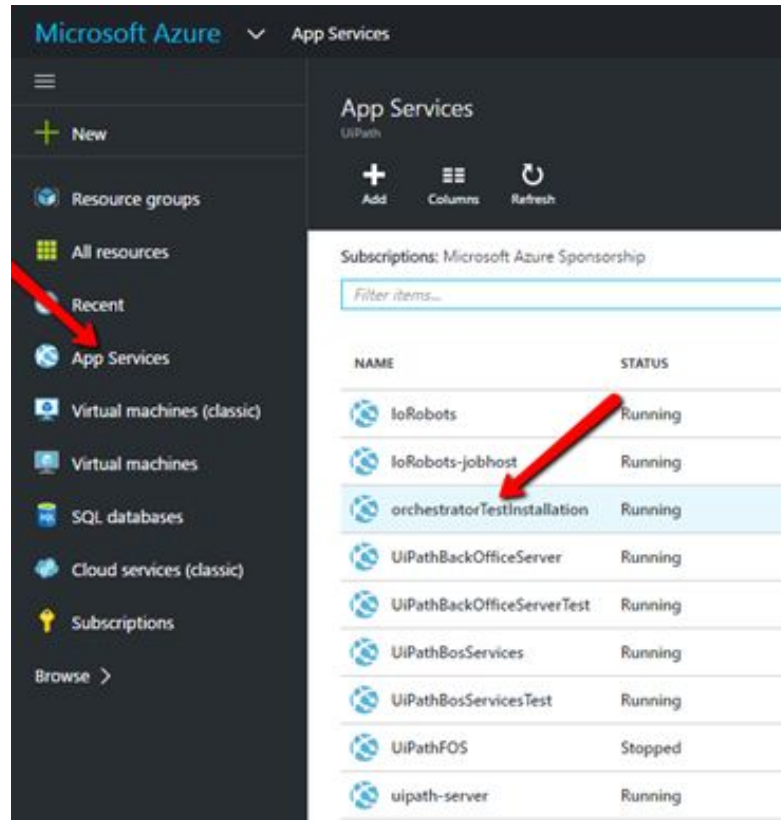 Microsoft Azure App Services
New
Resource groups
All resources
Recent
App Services
Virtual machines (classic)
Virtual machines
SQL databases
Cloud services (classic)
Subscriptions
Browse >
App Services
UiPath
Add Columns Refresh
Subscriptions: Microsoft Azure Sponsorship
Filter items...
NAME STATUS
IoRobots Running
IoRobots-jobhost Running
orchestratorTestInstallation Running
UiPathBackOfficeServer Running
UiPathBackOfficeServerTest Running
UiPathBosServices Running
UiPathBosServicesTest Running
UiPathFOS Stopped
uipath-server Running